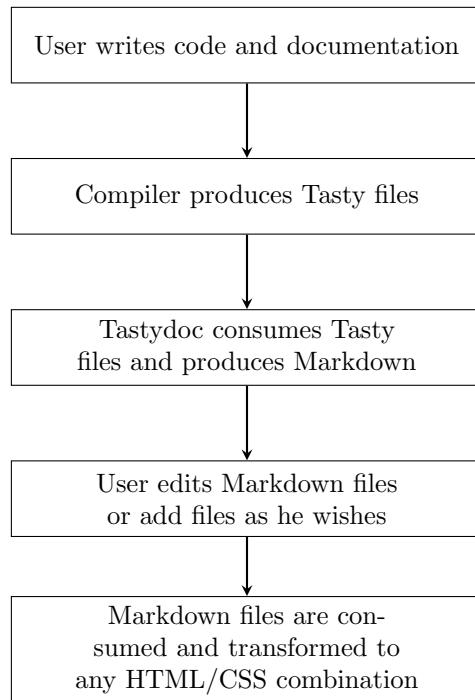 User writes code and documentation
Compiler produces Tasty files
Tastydoc consumes Tasty
files and produces Markdown
User edits Markdown files
or add files as he wishes
Markdown files are con-
sumed and transformed to
any HTML/CSS combination